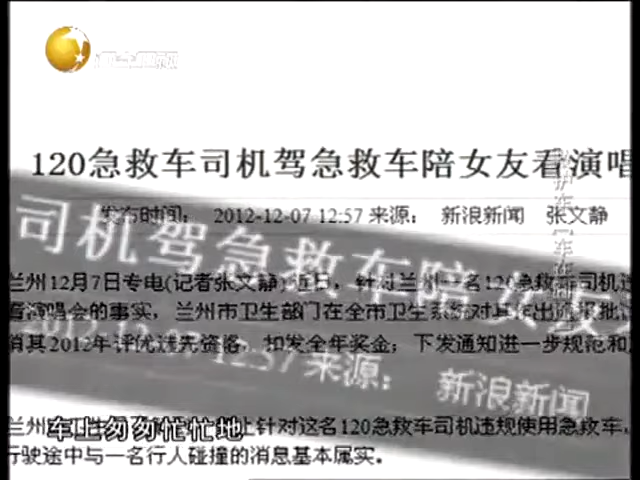 120急救车司机驾急救车陪女友看演唱
发布时间： 2012-12-07 12:57 来源： 新浪新闻 张文静
司机驾急救车陪女友
兰州12月7日专电(记者张文静)近日，针对兰州一名120急救车司机
看演唱会的事实，兰州市卫生部门在全市卫生系统对其作出通报批
消其2012年评优选先资格，扣发全年奖金；下发通知进一步规范和
2012-12-07 12:57 来源： 新浪新闻
车上匆匆忙忙地
针对这名120急救车司机违规使用急救车，
行驶途中与一名行人碰撞的消息基本属实。